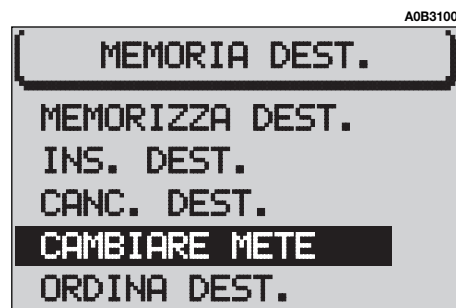 A0B3100
MEMORIA DEST.
MEMORIZZA DEST.
INS. DEST.
CANC. DEST.
CAMBIARE METE
ORDINA DEST.